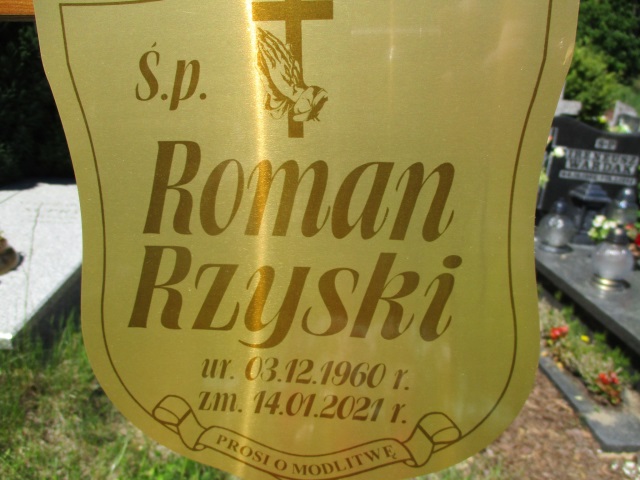 Ś.p.
Roman
Rzyski
ur. 03.12.1960 r.
zm. 14.01.2021 r.
PROSI O MODLITWĘ